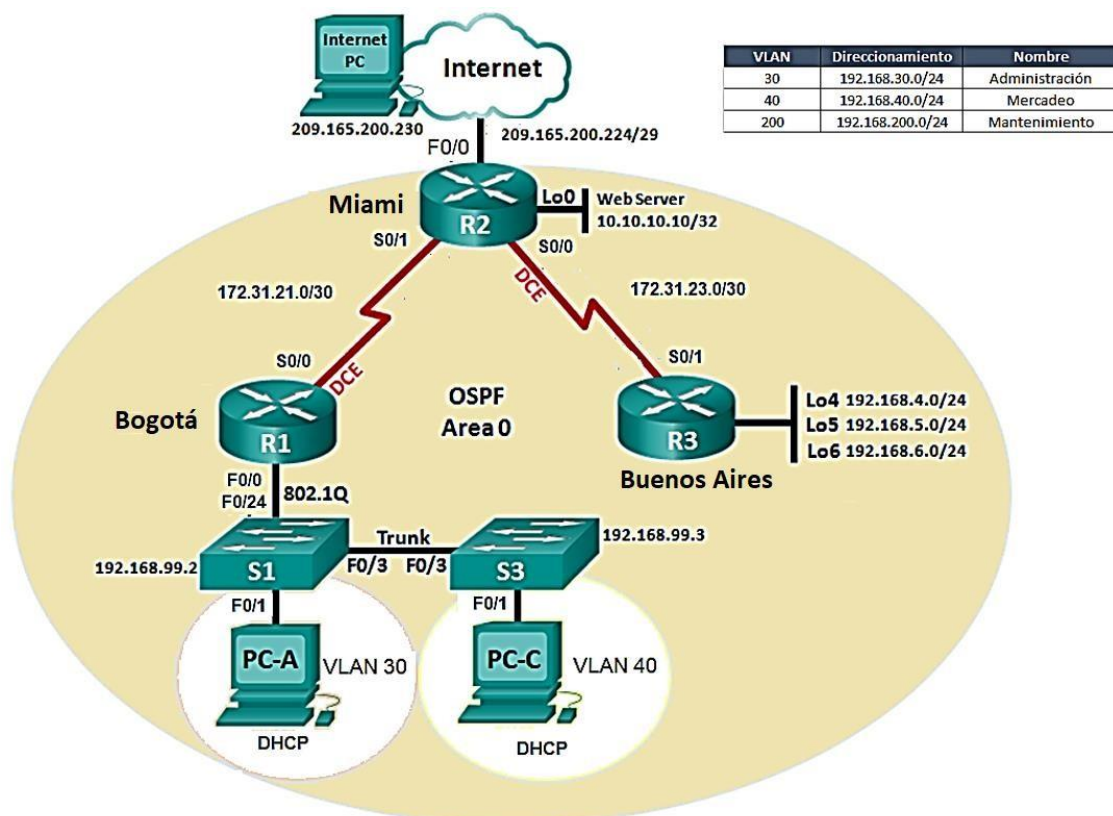 Internet
PC
Internet
209.165.200.230
209.165.200.224/29
F0/0
VLAN Direccionamiento Nombre
30 192.168.30.0/24 Administración
40 192.168.40.0/24 Mercadeo
200 192.168.200.0/24 Mantenimiento
Miami
R2
Lo0
Web Server
10.10.10.10/32
S0/1
S0/0
DCE
172.31.21.0/30
172.31.23.0/30
S0/0
DCE
S0/1
Bogotá
R1
OSPF
Area 0
R3
Buenos Aires
Lo4 192.168.4.0/24
Lo5 192.168.5.0/24
Lo6 192.168.6.0/24
F0/0
F0/24
802.1Q
Trunk
192.168.99.2
S1
F0/3
F0/3
S3
192.168.99.3
F0/1
F0/1
PC-A
VLAN 30
DHCP
PC-C
VLAN 40
DHCP